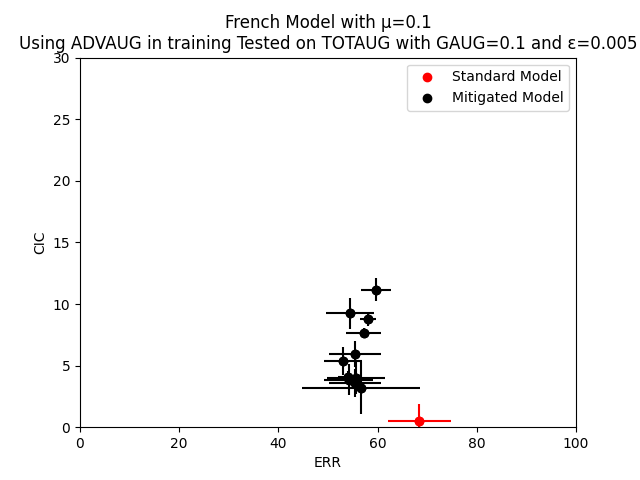 French Model with μ=0.1
Using ADVAUG in training Tested on TOTAUG with GAUG=0.1 and ε=0.005
Standard Model
Mitigated Model
30
25
20
15
10
5
0
CIC
0 20 40 60 80 100
ERR